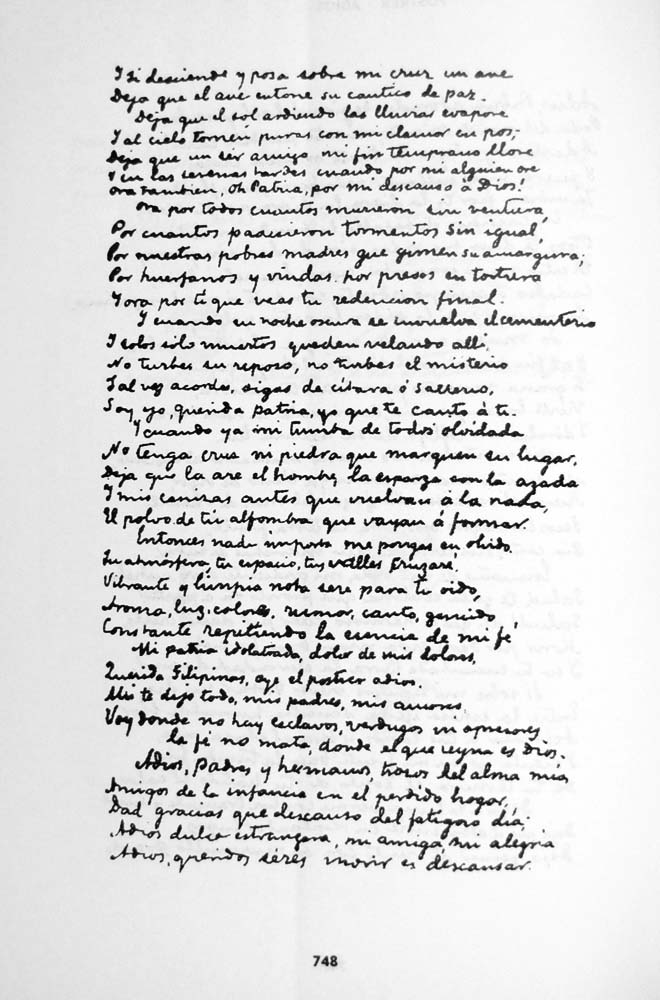 Y si desciende y posa sobre mi cruz un ave
Deja que el ave entone su cantico de paz.
Deja que el sol ardiendo las lluvias evapore
Y al cielo tornen puras con mi clamor en pos,
Deja que un sér amigo mi fin temprano llore
Y en las serenas tardes cuando por mi alguien ore
Ora tambien, oh Patria, por mi descanso á Dios!
Ora por todos cuantos murieron sin ventura,
Por cuantos padecieron tormentos sin igual,
Por nuestras pobres madres que gimen su amargura;
Por huerfanos y viudas, por presos en tortura
Y ora por ti que veas tu redencion final.
Y cuando en noche oscura se envuelva el cementerio
Y solos sólo muertos queden velando allí,
No turbes su reposo, no turbes el misterio
Tal vez acordes oigas de citara ó salterio,
Soy yo, querida Patria, yo que te canto á ti.
Y cuando ya mi tumba de todos olvidada
No tenga cruz ni piedra que marquen su lugar,
Deja que la are el hombre, la esparza con la azada
Y mis cenizas antes que vuelvan á la nada,
El polvo de tu alfombra que vayan á formar.
Entonces nada importa me pongas en olvido,
Tu atmósfera, tu espacio, tus valles cruzaré,
Vibrante y limpia nota seré para tu oido,
Aroma, luz, colores, rumor, canto, gemido
Constante repitiendo la esencia de mi fé
Mi Patria idolatrada, dolor de mis dolores,
Querida Filipinas, oye el postrer adios,
Ahi te dejo todo, mis padres, mis amores
Voy donde no hay esclavos, verdugos ni opresores
la fé no mata, donde el que reyna es Dios.
Adios, Padres y hermanos, trozos del alma mia,
Amigos de la infancia en el perdido hogar,
Dad gracias que descanso del fatigoso dia;
Adios dulce estrangera, mi amiga, mi alegria
Adios, queridos séres morir es descansar.
748